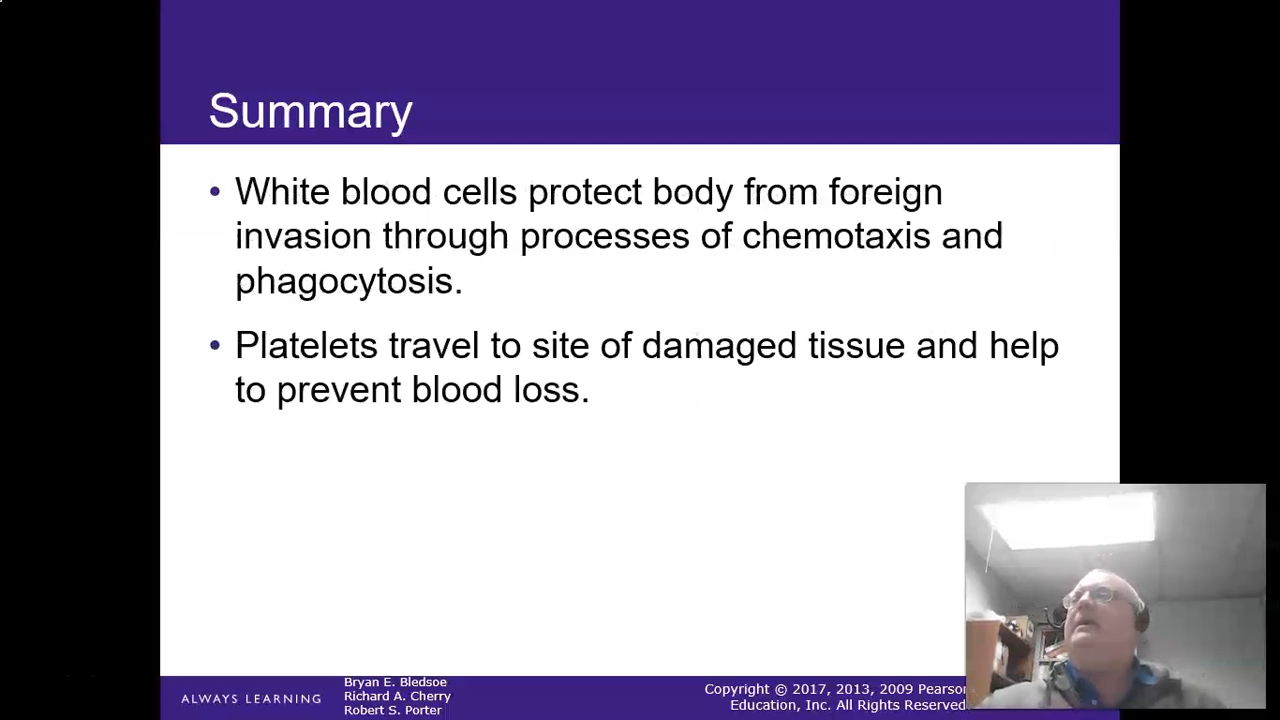 Summary
• White blood cells protect body from foreign
invasion through processes of chemotaxis and
phagocytosis.
• Platelets travel to site of damaged tissue and help
to prevent blood loss.
ALWAYS LEARNING
Bryan E. Bledsoe
Richard A. Cherry
Robert S. Porter
Copyright © 2017, 2013, 2009 Pearson
Education, Inc. All Rights Reserved.